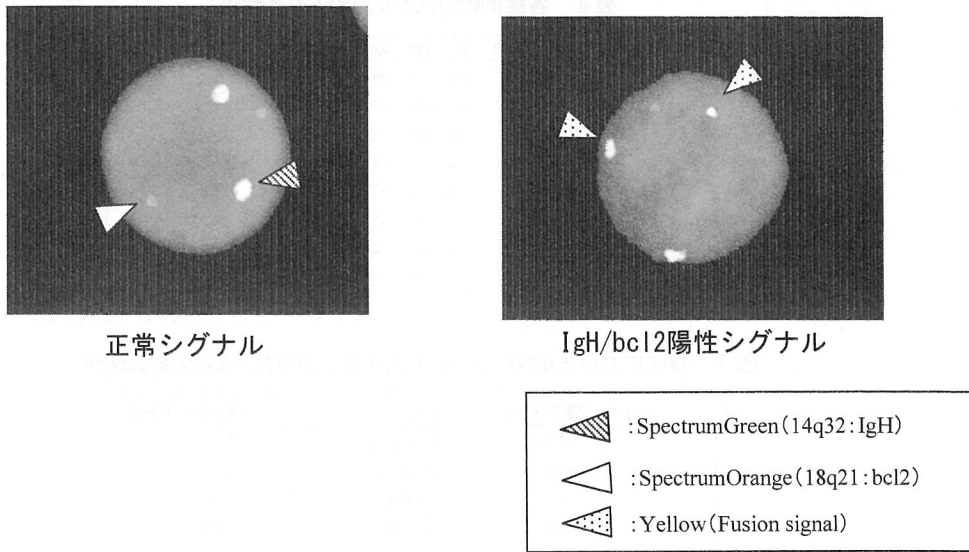 正常シグナル
IgH/bcl2陽性シグナル
:SpectrumGreen(14q32:IgH)
:SpectrumOrange(18q21:bcl2)
:Yellow(Fusion signal)